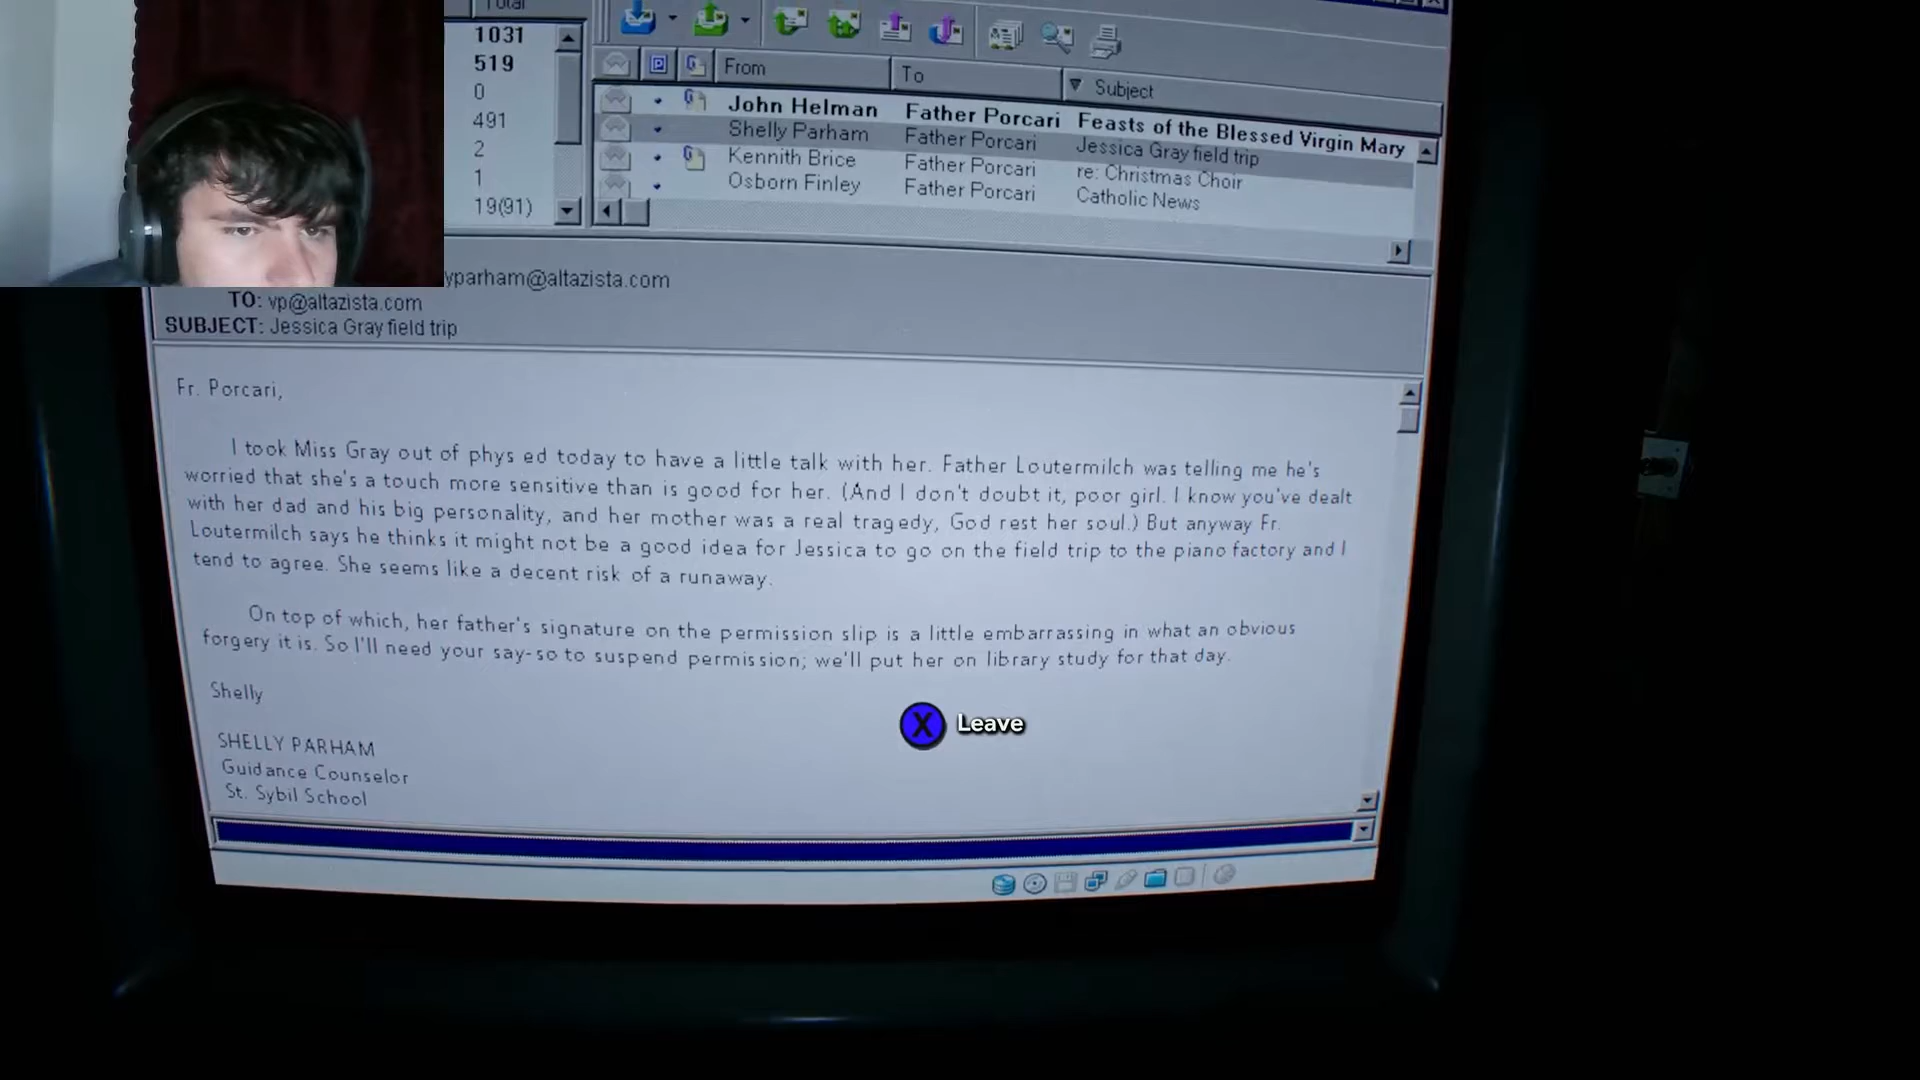 Total
1031
519
0
491
2
1
19(91)
From To Subject
John Helman Father Porcari Feasts of the Blessed Virgin Mary
Shelly Parham Father Porcari Jessica Gray field trip
Kennith Brice Father Porcari re: Christmas Choir
Osborn Finley Father Porcari Catholic News
yparham@altazista.com
TO: vp@altazista.com
SUBJECT: Jessica Gray field trip
Fr. Porcari,
I took Miss Gray out of phys ed today to have a little talk with her. Father Loutermilch was telling me he's
worried that she's a touch more sensitive than is good for her. (And I don't doubt it, poor girl. I know you've dealt
with her dad and his big personality, and her mother was a real tragedy, God rest her soul.) But anyway Fr.
Loutermilch says he thinks it might not be a good idea for Jessica to go on the field trip to the piano factory and I
tend to agree. She seems like a decent risk of a runaway.
On top of which, her father's signature on the permission slip is a little embarrassing in what an obvious
forgery it is. So I'll need your say-so to suspend permission; we'll put her on library study for that day.
Shelly
X Leave
SHELLY PARHAM
Guidance Counselor
St. Sybil School